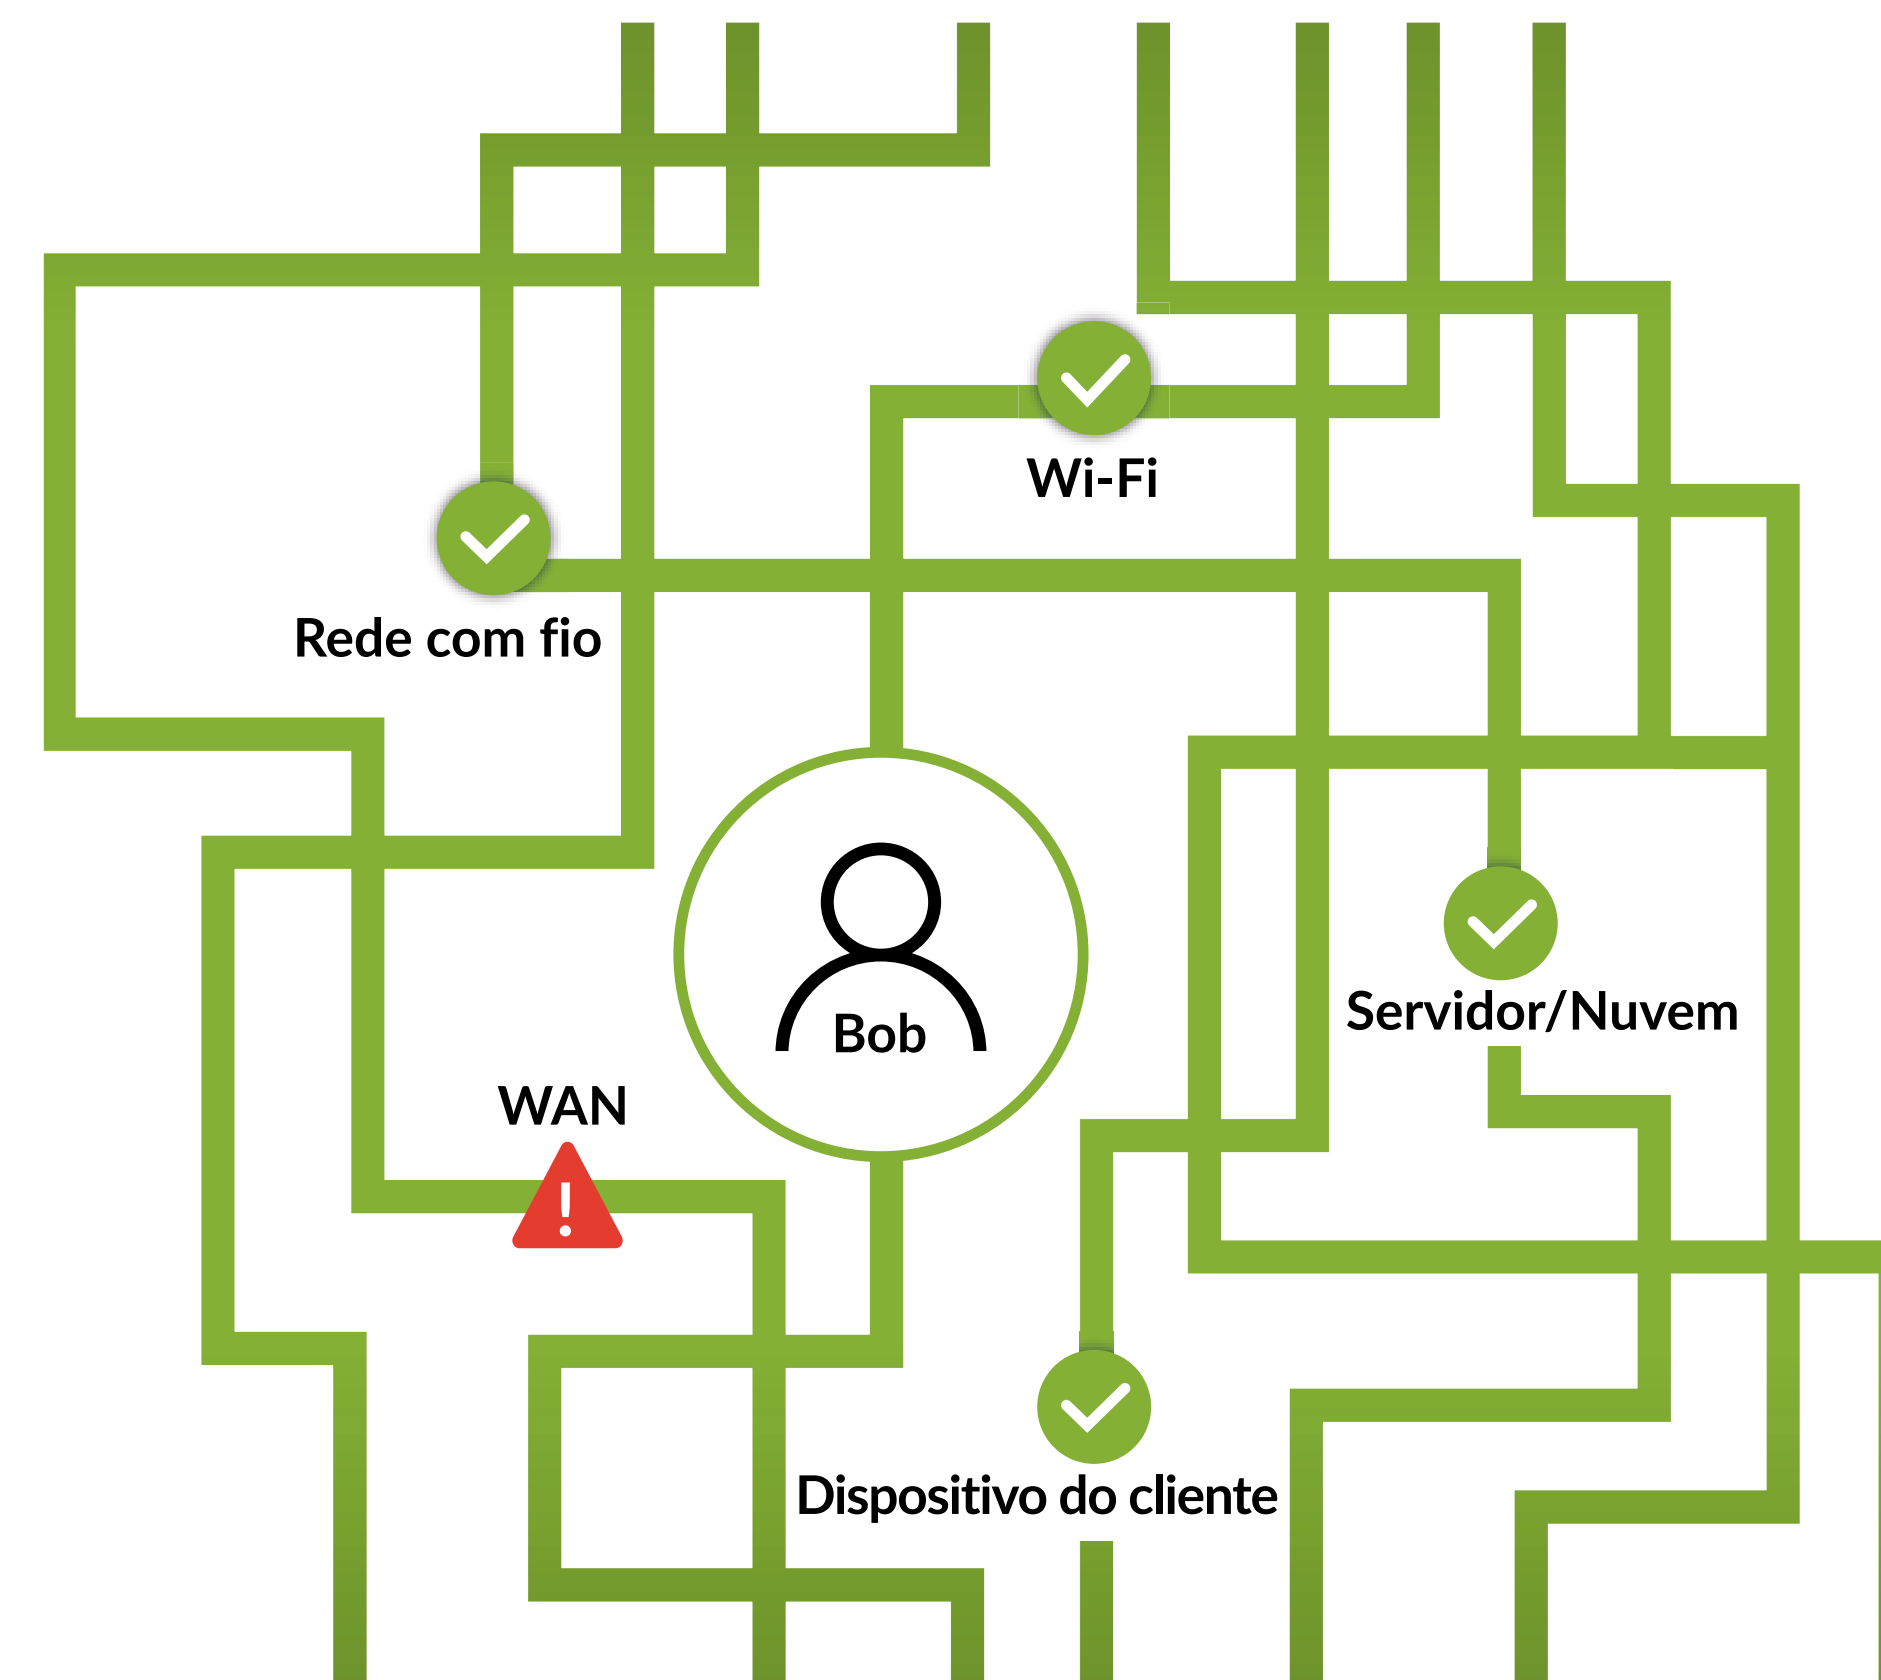 Wi-Fi
Rede com fio
Servidor/Nuvem
Bob
WAN
Dispositivo do cliente